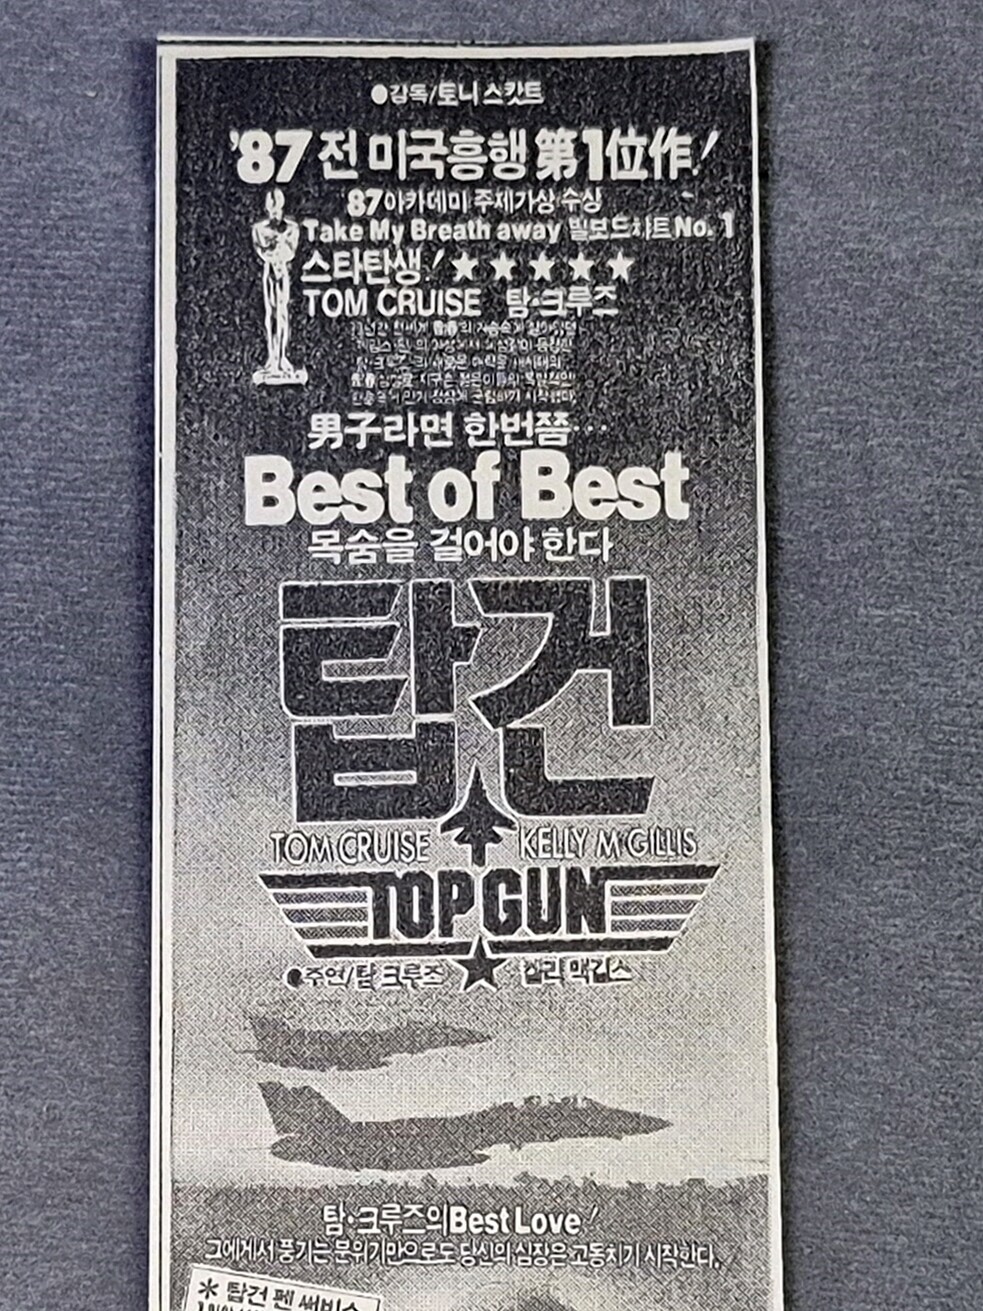 ●감독/토니 스캇트
'87 전 미국흥행 第1位作!
87아카데미 주제가상 수상
Take My Breath away 빌보드챠트 No. 1
스타탄생! ★★★★★
TOM CRUISE 탐·크루즈
男子라면 한번쯤…
Best of Best
목숨을 걸어야 한다
탑건
TOM CRUISE KELLY McGILLIS
TOP GUN
●주연/탐 크루즈 켈리 맥길스
탐·크루즈의 Best Love!
그에게서 풍기는 분위기만으로도 당신의 심장은 고동치기 시작한다.
* 탑건 펜 써비스